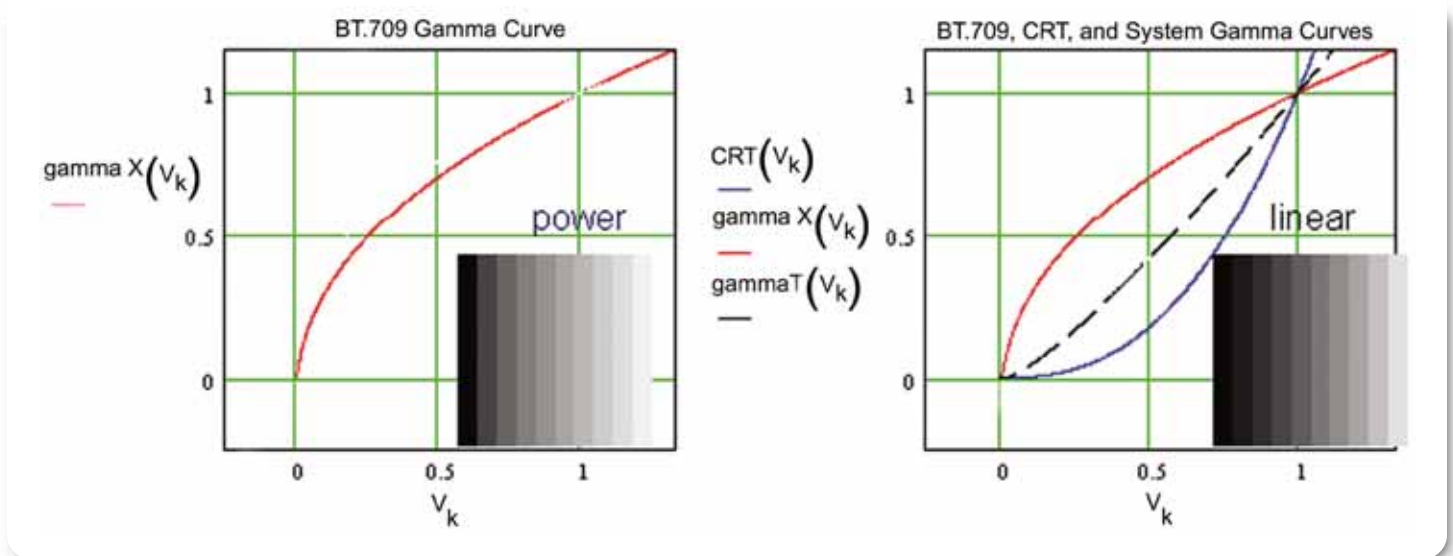 BT.709 Gamma Curve
1
gamma X(Vk)
power
0.5
0
0
0.5
1
Vk
BT.709, CRT, and System Gamma Curves
1
CRT(Vk)
gamma X(Vk)
linear
0.5
gammaT(Vk)
0
0
0.5
1
Vk